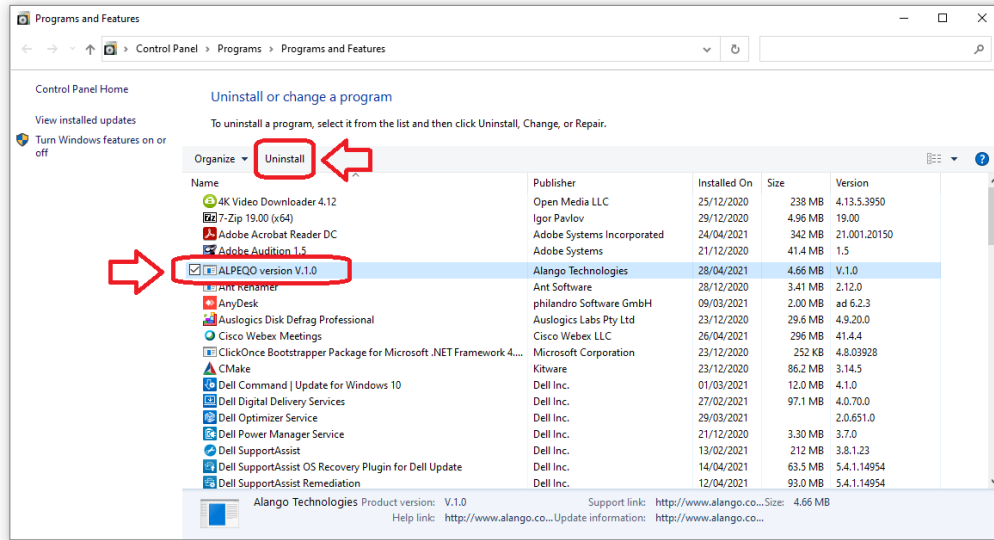 Programs and Features
Control Panel > Programs > Programs and Features
Control Panel Home
View installed updates
Turn Windows features on or
off
Uninstall or change a program
To uninstall a program, select it from the list and then click Uninstall, Change, or Repair.
Organize Uninstall
Name Publisher Installed On Size Version
4K Video Downloader 4.12 Open Media LLC 25/12/2020 238 MB 4.13.5.3950
7-Zip 19.00 (x64) Igor Pavlov 29/12/2020 4.96 MB 19.00
Adobe Acrobat Reader DC Adobe Systems Incorporated 24/04/2021 342 MB 21.001.20150
Adobe Audition 1.5 Adobe Systems 21/12/2020 41.4 MB 1.5
ALPEQO version V.1.0 Alango Technologies 28/04/2021 4.66 MB V.1.0
Ant Renamer Ant Software 28/12/2020 3.41 MB 2.12.0
AnyDesk philandro Software GmbH 09/03/2021 2.00 MB ad 6.2.3
Auslogics Disk Defrag Professional Auslogics Labs Pty Ltd 23/12/2020 29.6 MB 4.9.20.0
Cisco Webex Meetings Cisco Webex LLC 26/04/2021 296 MB 41.4.4
ClickOnce Bootstrapper Package for Microsoft .NET Framework 4.... Microsoft Corporation 23/12/2020 252 KB 4.8.03928
CMake Kitware 23/12/2020 86.2 MB 3.14.5
Dell Command | Update for Windows 10 Dell Inc. 01/03/2021 12.0 MB 4.1.0
Dell Digital Delivery Services Dell Inc. 27/02/2021 97.1 MB 4.0.70.0
Dell Optimizer Service Dell Inc. 29/03/2021 2.0.651.0
Dell Power Manager Service Dell Inc. 21/12/2020 3.30 MB 3.7.0
Dell SupportAssist Dell Inc. 13/02/2021 212 MB 3.8.1.23
Dell SupportAssist OS Recovery Plugin for Dell Update Dell Inc. 14/04/2021 63.5 MB 5.4.1.14954
Dell SupportAssist Remediation Dell Inc. 12/04/2021 93.0 MB 5.4.1.14954
Alango Technologies Product version: V.1.0 Support link: http://www.alango.co... Size: 4.66 MB
Help link: http://www.alango.co... Update information: http://www.alango.co...